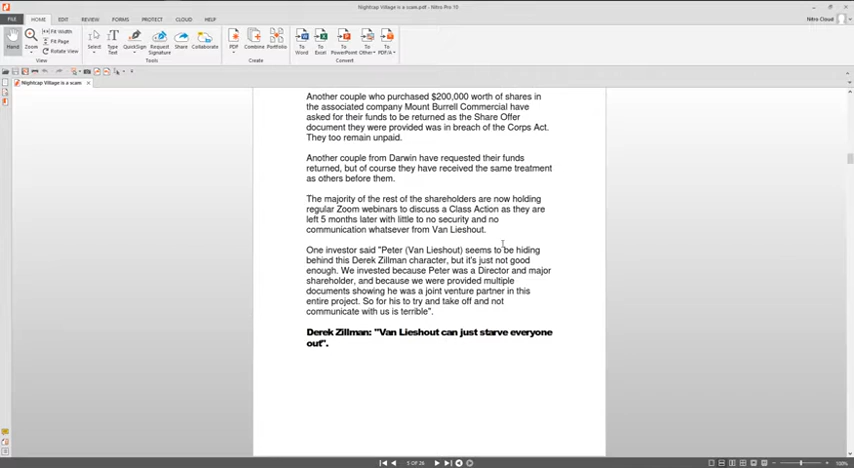 Nightcap Village is a scam.pdf - Nitro Pro 10
FILE HOME EDIT REVIEW FORMS PROTECT CLOUD HELP
Nitro Cloud
Hand Zoom Fit Width Fit Page Rotate View Select Type Text QuickSign Request Signature Share Collaborate PDF Combine Portfolio To Word To Excel To PowerPoint To Other To PDF/A
View Tools Create Convert
Nightcap Village is a scam
Another couple who purchased $200,000 worth of shares in
the associated company Mount Burrell Commercial have
asked for their funds to be returned as the Share Offer
document they were provided was in breach of the Corps Act.
They too remain unpaid.
Another couple from Darwin have requested their funds
returned, but of course they have received the same treatment
as others before them.
The majority of the rest of the shareholders are now holding
regular Zoom webinars to discuss a Class Action as they are
left 5 months later with little to no security and no
communication whatsever from Van Lieshout.
One investor said "Peter (Van Lieshout) seems to be hiding
behind this Derek Zillman character, but it's just not good
enough. We invested because Peter was a Director and major
shareholder, and because we were provided multiple
documents showing he was a joint venture partner in this
entire project. So for his to try and take off and not
communicate with us is terrible".
Derek Zillman: "Van Lieshout can just starve everyone
out".
5 OF 26
100%